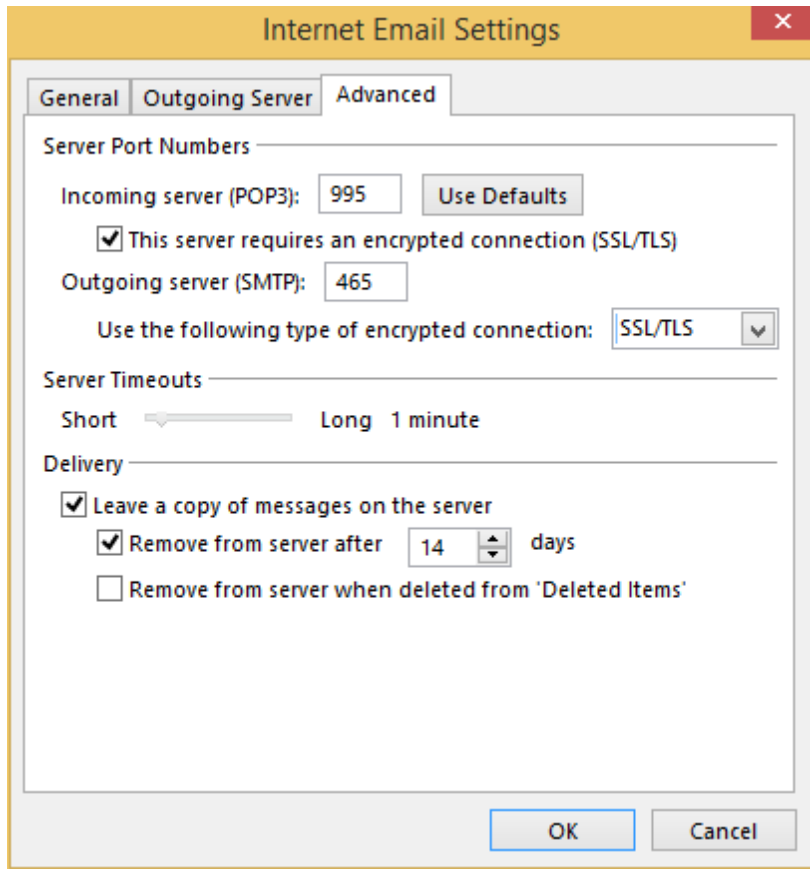 Internet Email Settings
General Outgoing Server Advanced
Server Port Numbers
Incoming server (POP3): 995 Use Defaults
This server requires an encrypted connection (SSL/TLS)
Outgoing server (SMTP): 465
Use the following type of encrypted connection: SSL/TLS
Server Timeouts
Short Long 1 minute
Delivery
Leave a copy of messages on the server
Remove from server after 14 days
Remove from server when deleted from 'Deleted Items'
OK Cancel